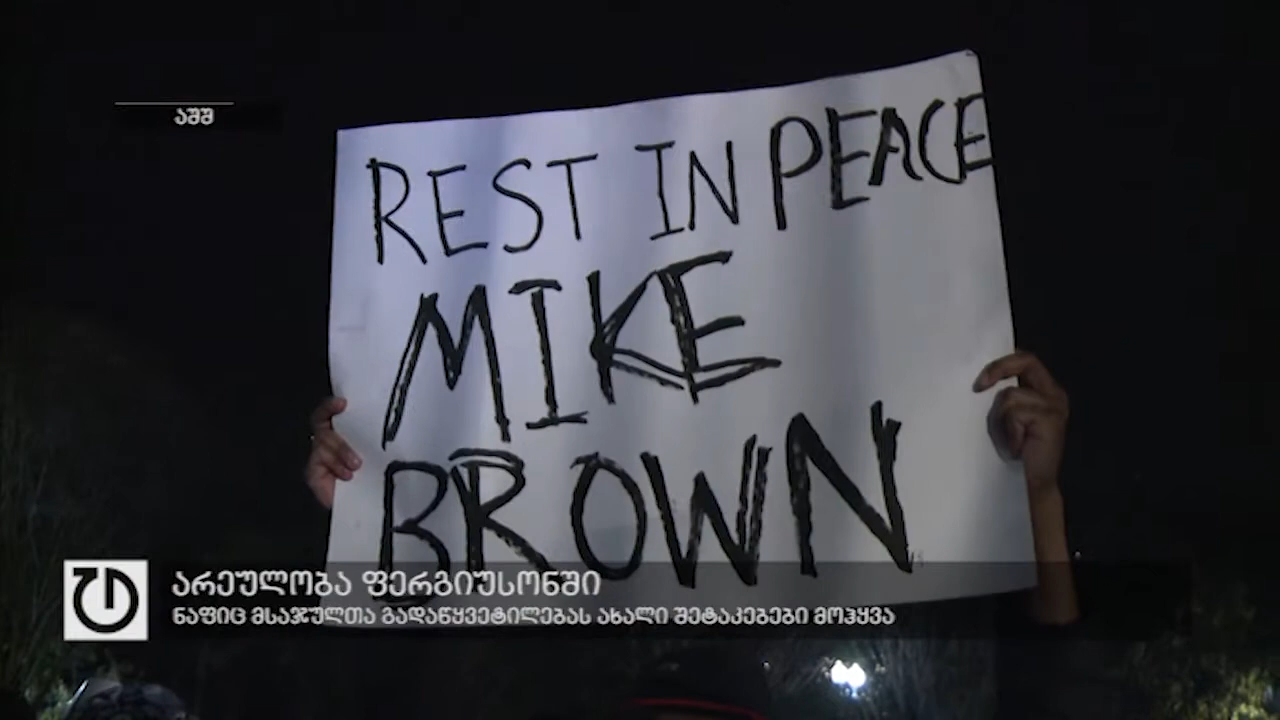 აშშ
REST IN PEACE
MIKE
BROWN
არეულობა ფერგიუსონში
ნაფიც მსაჯულთა გადაწყვეტილებას ახალი შეტაკებები მოჰყვა